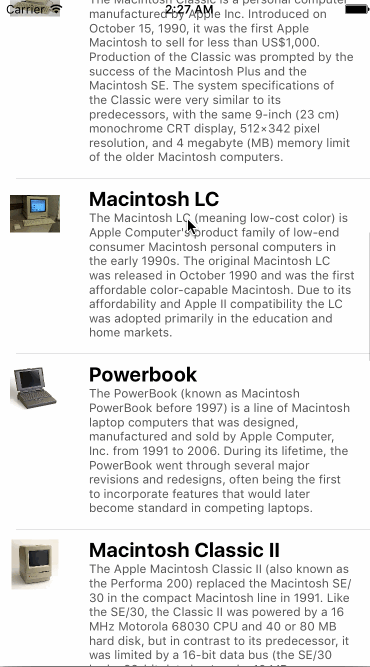 Carrier 2:27 AM
Macintosh Classic is a personal computer
manufactured by Apple Inc. Introduced on
October 15, 1990, it was the first Apple
Macintosh to sell for less than US$1,000.
Production of the Classic was prompted by the
success of the Macintosh Plus and the
Macintosh SE. The system specifications of
the Classic were very similar to its
predecessors, with the same 9-inch (23 cm)
monochrome CRT display, 512×342 pixel
resolution, and 4 megabyte (MB) memory limit
of the older Macintosh computers.
Macintosh LC
The Macintosh LC (meaning low-cost color) is
Apple Computer's product family of low-end
consumer Macintosh personal computers in
the early 1990s. The original Macintosh LC
was released in October 1990 and was the first
affordable color-capable Macintosh. Due to its
affordability and Apple II compatibility the LC
was adopted primarily in the education and
home markets.
Powerbook
The PowerBook (known as Macintosh
PowerBook before 1997) is a line of Macintosh
laptop computers that was designed,
manufactured and sold by Apple Computer,
Inc. from 1991 to 2006. During its lifetime, the
PowerBook went through several major
revisions and redesigns, often being the first
to incorporate features that would later
become standard in competing laptops.
Macintosh Classic II
The Apple Macintosh Classic II (also known as
the Performa 200) replaced the Macintosh SE/
30 in the compact Macintosh line in 1991. Like
the SE/30, the Classic II was powered by a 16
MHz Motorola 68030 CPU and 40 or 80 MB
hard disk, but in contrast to its predecessor, it
was limited by a 16-bit data bus (the SE/30